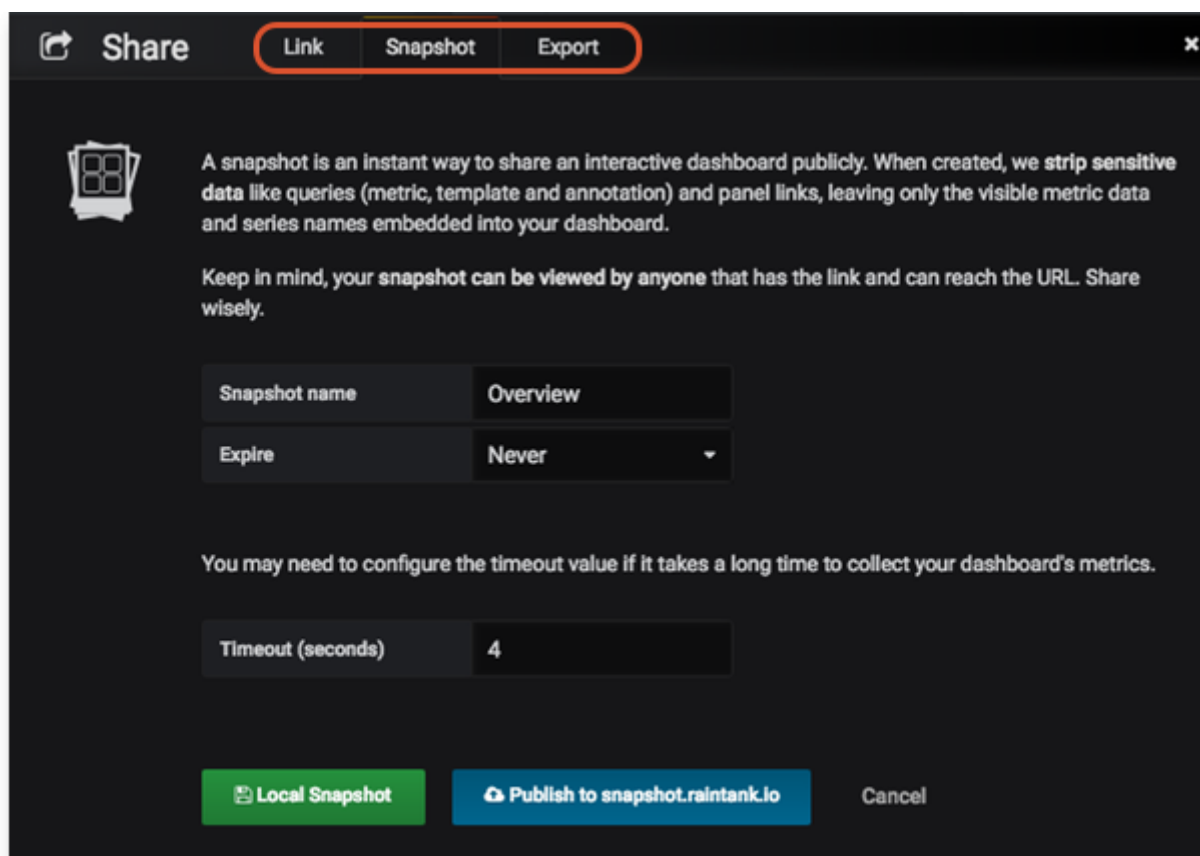 Share Link Snapshot Export ×
A snapshot is an instant way to share an interactive dashboard publicly. When created, we strip sensitive
data like queries (metric, template and annotation) and panel links, leaving only the visible metric data
and series names embedded into your dashboard.
Keep in mind, your snapshot can be viewed by anyone that has the link and can reach the URL. Share
wisely.
Snapshot name Overview
Expire Never
You may need to configure the timeout value if it takes a long time to collect your dashboard's metrics.
Timeout (seconds) 4
Local Snapshot Publish to snapshot.raintank.io Cancel